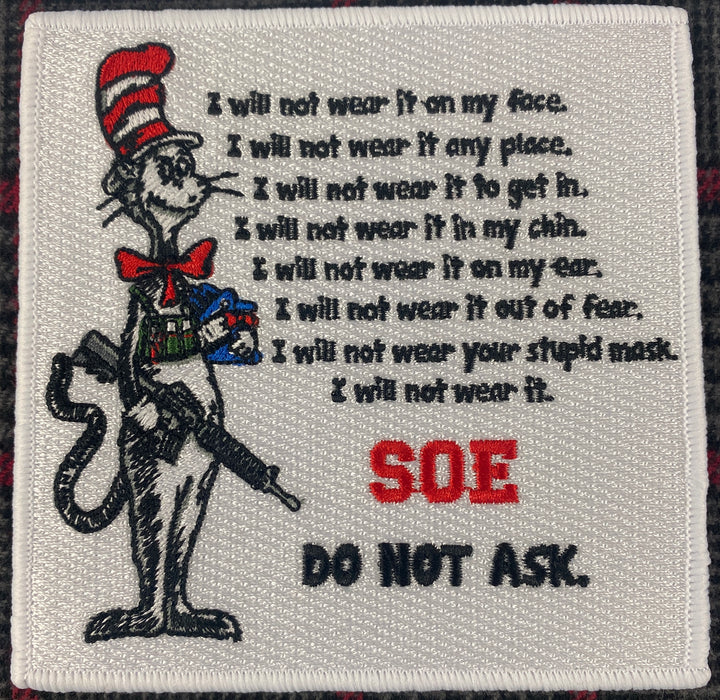 I will not wear it on my face.
I will not wear it any place.
I will not wear it to get in.
I will not wear it in my chin.
I will not wear it on my ear.
I will not wear it out of fear.
I will not wear your stupid mask.
I will not wear it.
SOE
DO NOT ASK.